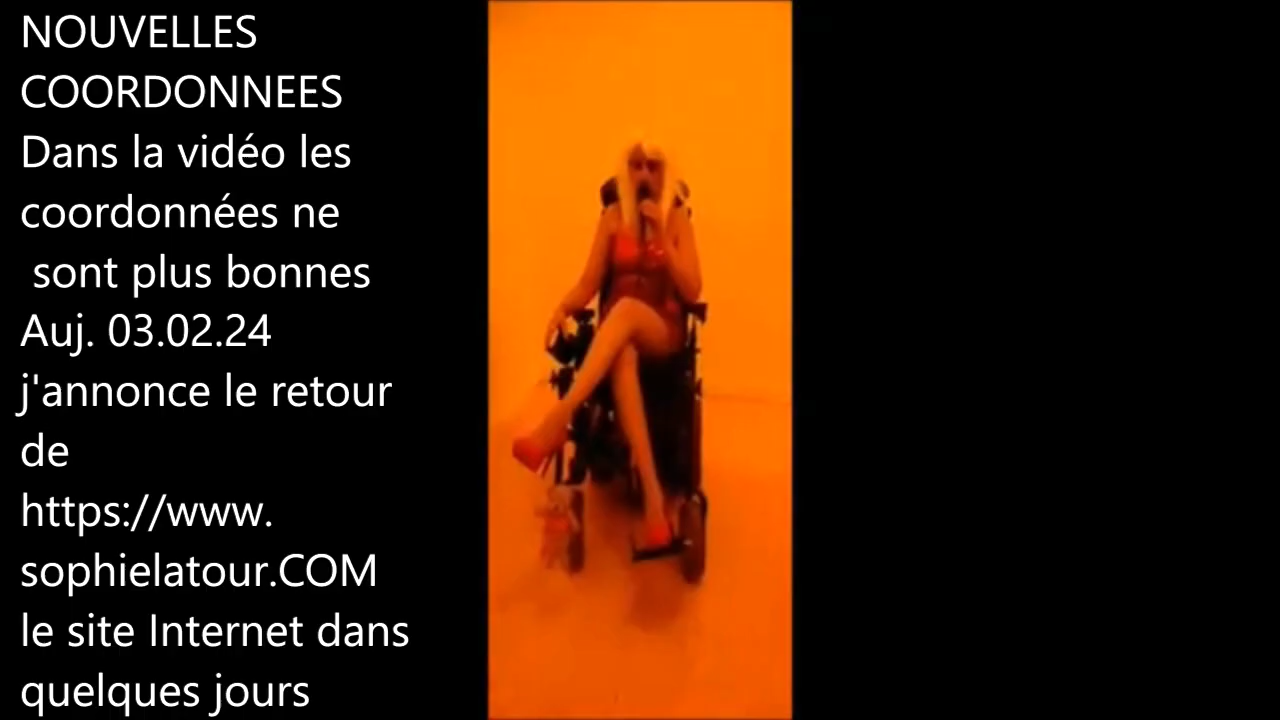 NOUVELLES
COORDONNEES
Dans la vidéo les
coordonnées ne
sont plus bonnes
Auj. 03.02.24
j'annonce le retour
de
https://www.
sophielatour.COM
le site Internet dans
quelques jours